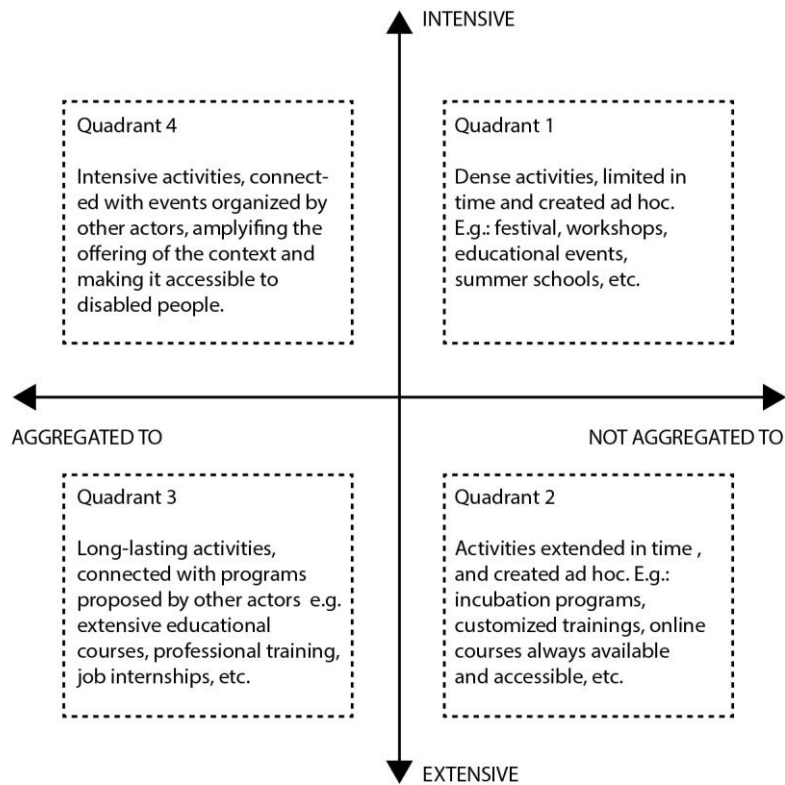 INTENSIVE
Quadrant 4
Intensive activities, connect-
ed with events organized by
other actors, amplyifing the
offering of the context and
making it accessible to
disabled people.
Quadrant 1
Dense activities, limited in
time and created ad hoc.
E.g.: festival, workshops,
educational events,
summer schools, etc.
AGGREGATED TO
NOT AGGREGATED TO
Quadrant 3
Long-lasting activities,
connected with programs
proposed by other actors e.g.
extensive educational
courses, professional training,
job internships, etc.
Quadrant 2
Activities extended in time ,
and created ad hoc. E.g.:
incubation programs,
customized trainings, online
courses always available
and accessible, etc.
EXTENSIVE